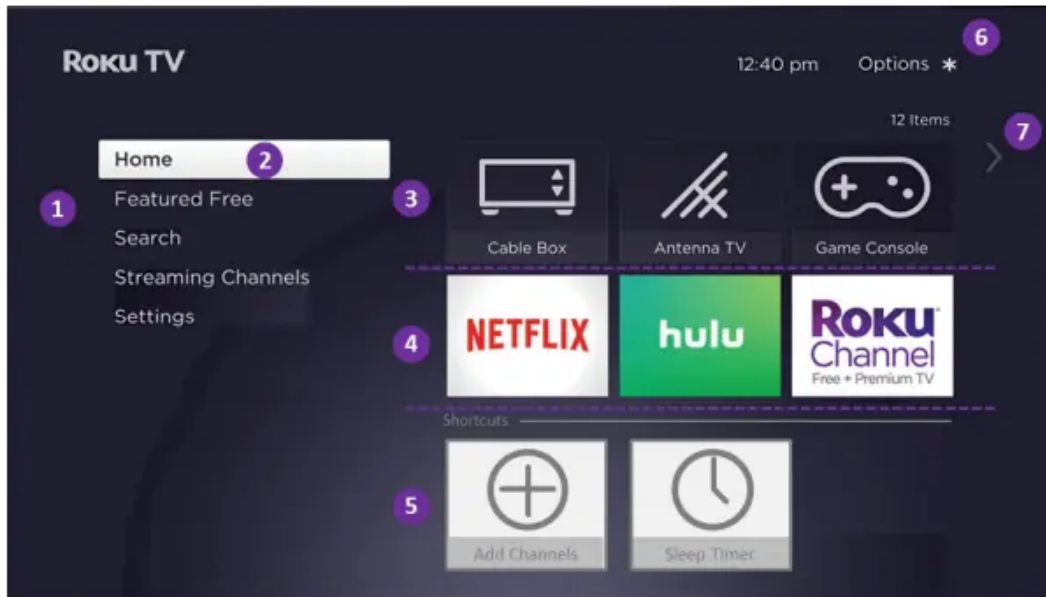 6
Roku TV
12:40 pm Options *
12 Items
7
Home 2
1
Featured Free
3
Search
Cable Box Antenna TV Game Console
Streaming Channels
Settings
4
NETFLIX
hulu
Roku
Channel
Free + Premium TV
Shortcuts
5
Add Channels Sleep Timer